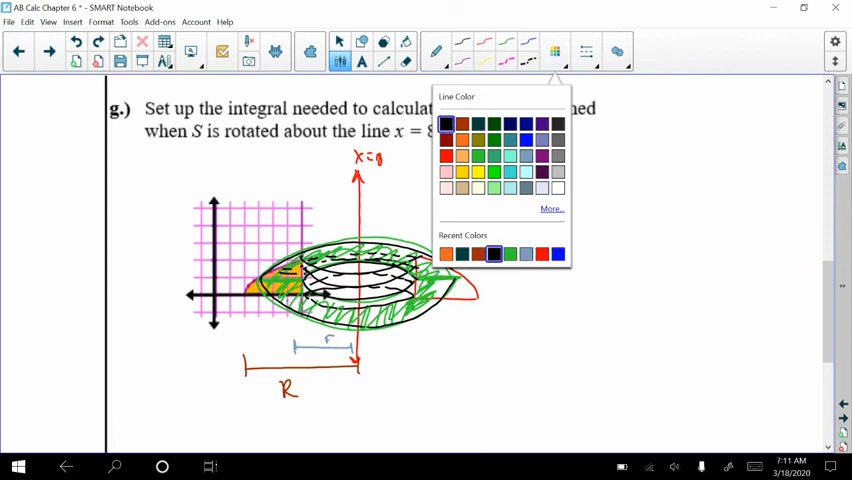 AB Calc Chapter 6 * - SMART Notebook
File Edit View Insert Format Tools Add-ons Account Help
Line Color
g.) Set up the integral needed to calculat
ned
when S is rotated about the line x = 8
x=8
More...
Recent Colors
r
R
7:11 AM
3/18/2020